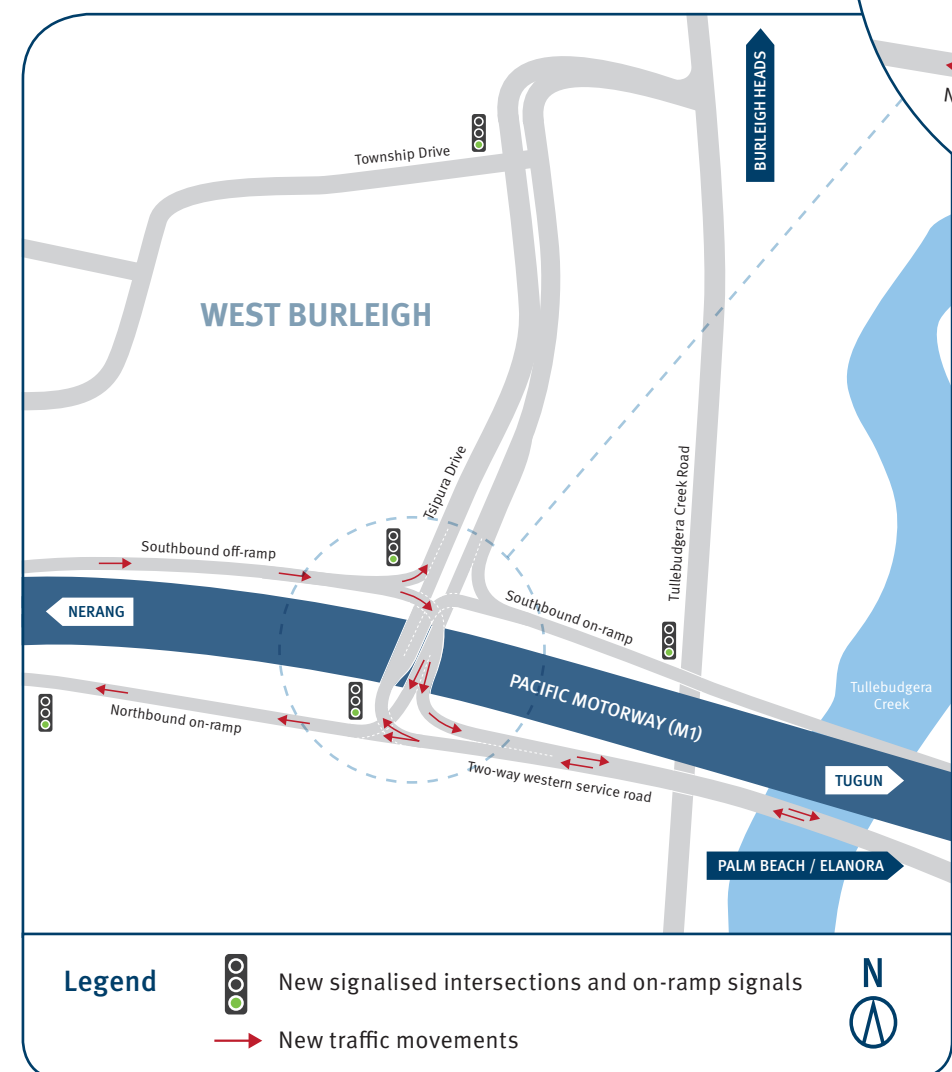 BURLEIGH HEADS
Township Drive
WEST BURLEIGH
Tsipura Drive
Tullebudgera Creek Road
Southbound off-ramp
Southbound on-ramp
NERANG
PACIFIC MOTORWAY (M1)
Tullebudgera
Creek
Northbound on-ramp
Two-way western service road
TUGUN
PALM BEACH / ELANORA
Legend
New signalised intersections and on-ramp signals
New traffic movements
N